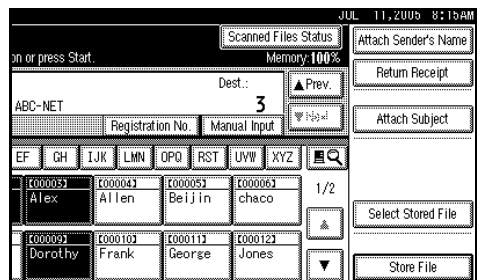 JUL 11,2005 8:15AM
Scanned Files Status
Attach Sender's Name
on or press Start.
Memory:100%
Return Receipt
Dest.:
▲Prev.
ABC-NET
3
▼Next
Attach Subject
Registration No.
Manual Input
EF GH IJK LMN OPQ RST UVW XYZ
[00003] [00004] [00005] [00006]
Alex Allen Beijin chaco
1/2
Select Stored File
[00009] [00010] [00011] [00012]
Dorothy Frank George Jones
Store File